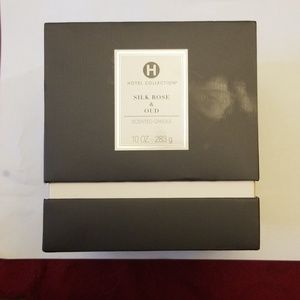 H
HOTEL COLLECTION
SILK ROSE
&
OUD
SCENTED CANDLE
10 OZ - 283 g